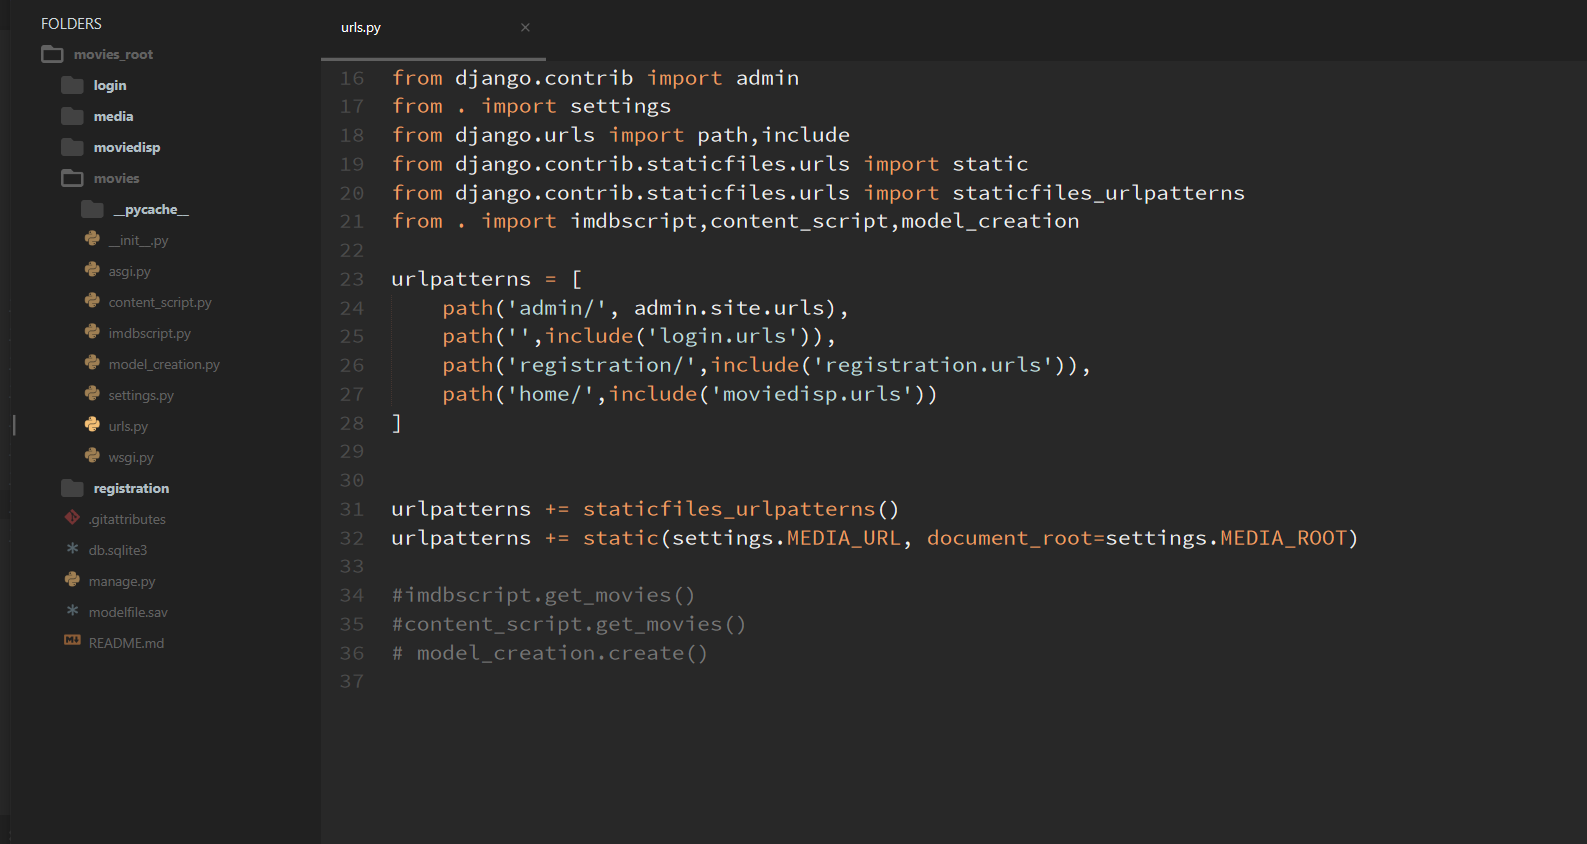 FOLDERS
movies_root
login
media
moviedisp
movies
__pycache__
__init__.py
asgi.py
content_script.py
imdbscript.py
model_creation.py
settings.py
urls.py
wsgi.py
registration
.gitattributes
db.sqlite3
manage.py
modelfile.sav
README.md
urls.py ×
16 from django.contrib import admin
17 from . import settings
18 from django.urls import path,include
19 from django.contrib.staticfiles.urls import static
20 from django.contrib.staticfiles.urls import staticfiles_urlpatterns
21 from . import imdbscript,content_script,model_creation
22
23 urlpatterns = [
24     path('admin/', admin.site.urls),
25     path('',include('login.urls')),
26     path('registration/',include('registration.urls')),
27     path('home/',include('moviedisp.urls'))
28 ]
29
30
31 urlpatterns += staticfiles_urlpatterns()
32 urlpatterns += static(settings.MEDIA_URL, document_root=settings.MEDIA_ROOT)
33
34 #imdbscript.get_movies()
35 #content_script.get_movies()
36 # model_creation.create()
37